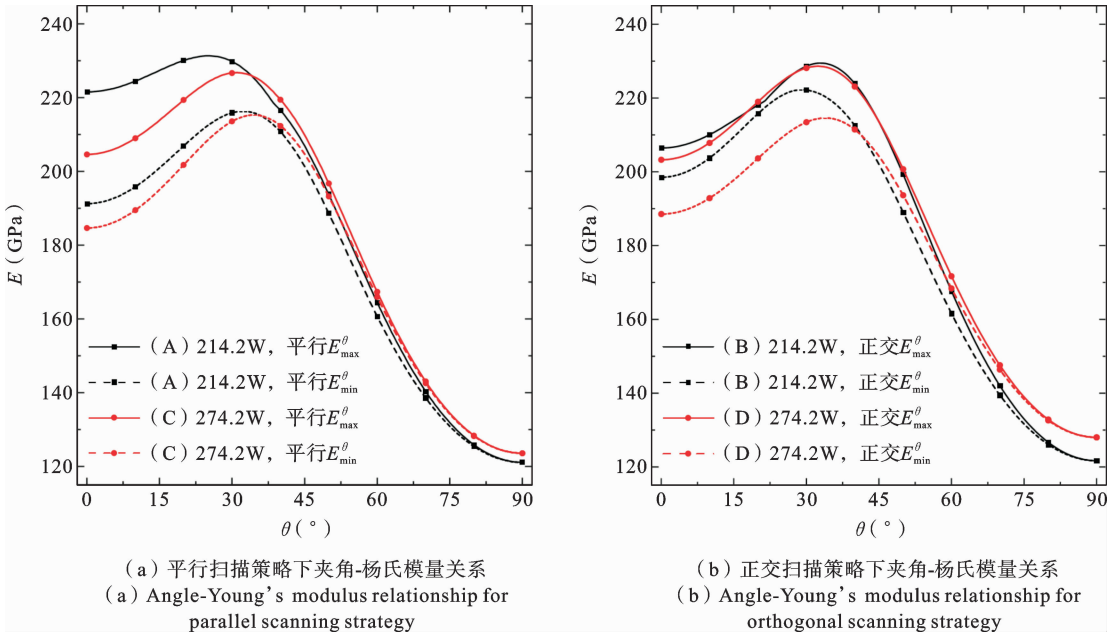 240
220
200
180
160
140
120
E（GPa）
（A）214.2W，平行E^θ_max
（A）214.2W，平行E^θ_min
（C）274.2W，平行E^θ_max
（C）274.2W，平行E^θ_min
0 15 30 45 60 75 90
θ（°）
（a）平行扫描策略下夹角-杨氏模量关系
（a）Angle-Young’s modulus relationship for
parallel scanning strategy
240
220
200
180
160
140
120
E（GPa）
（B）214.2W，正交E^θ_max
（B）214.2W，正交E^θ_min
（D）274.2W，正交E^θ_max
（D）274.2W，正交E^θ_min
0 15 30 45 60 75 90
θ（°）
（b）正交扫描策略下夹角-杨氏模量关系
（b）Angle-Young’s modulus relationship for
orthogonal scanning strategy